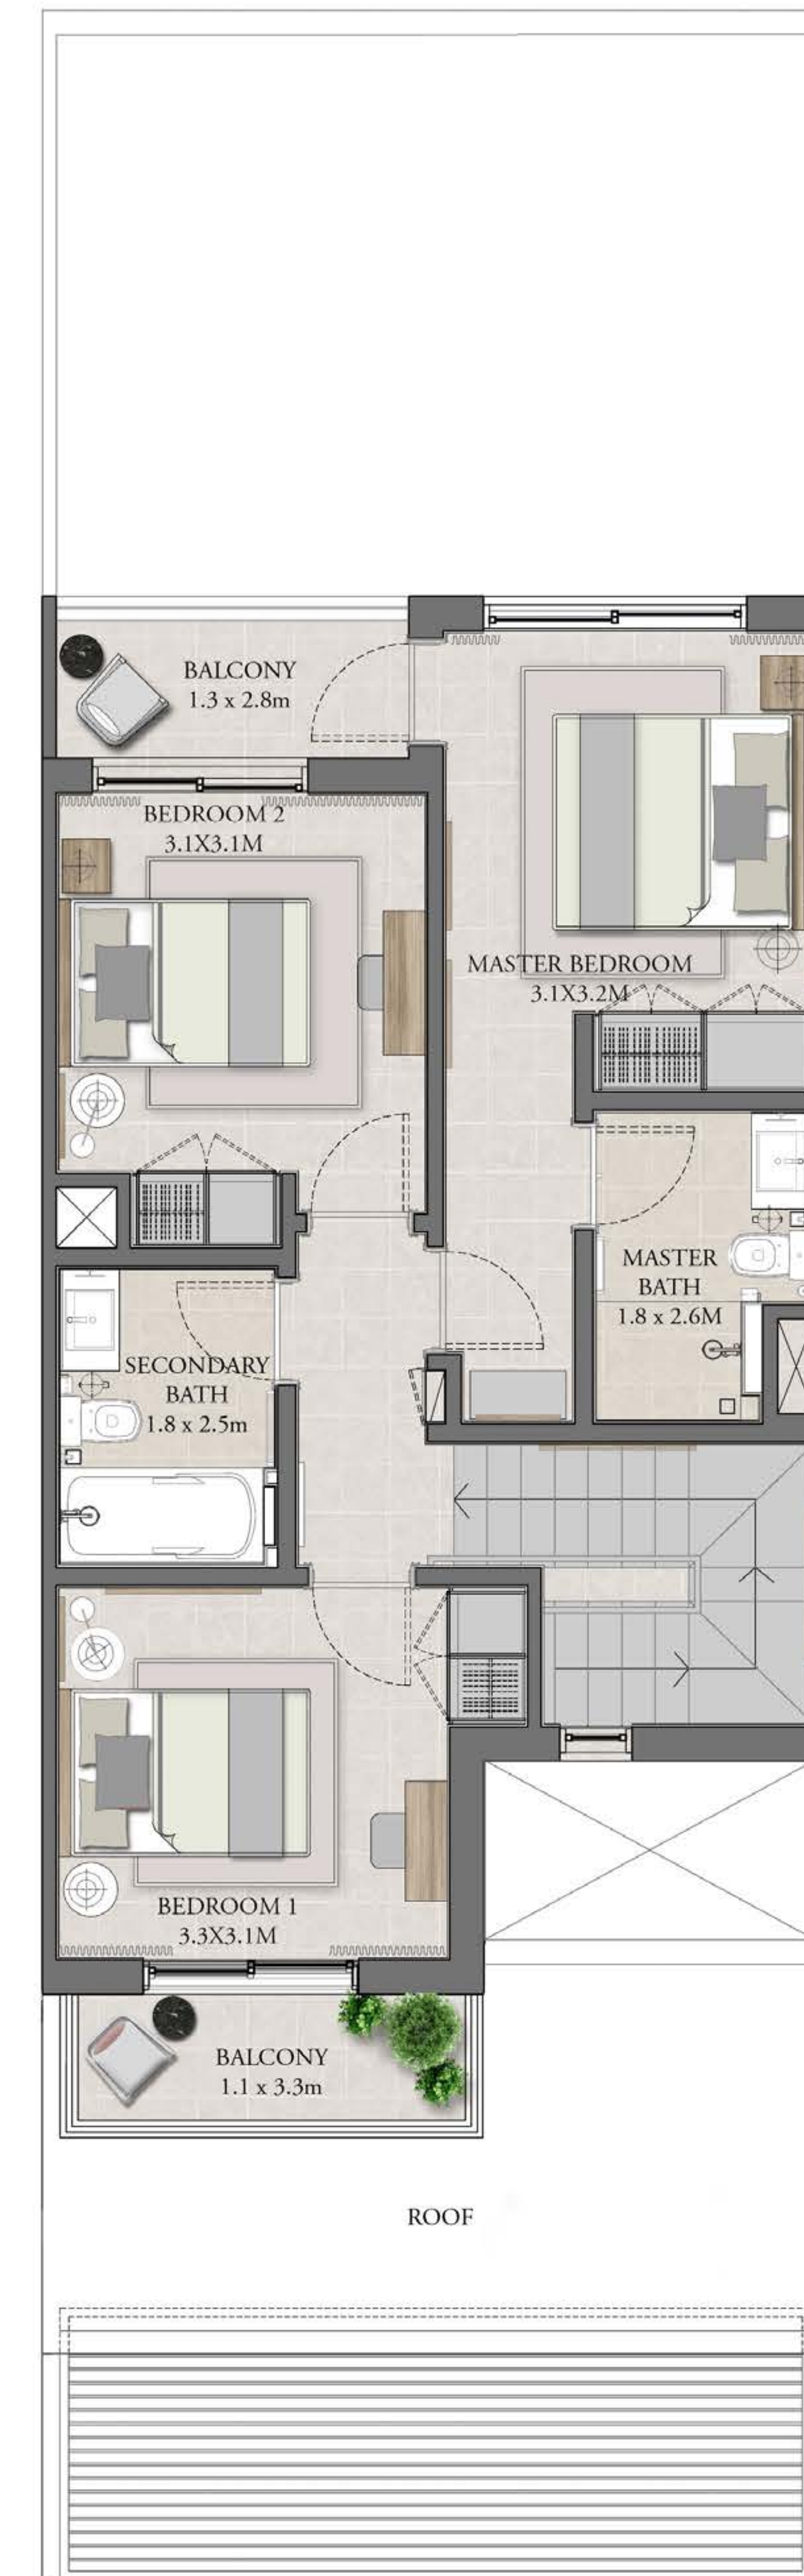 BALCONY
1.3 x 2.8m
BEDROOM 2
3.1X3.1M
MASTER BEDROOM
3.1X3.2M
MASTER
BATH
1.8 x 2.6M
SECONDARY
BATH
1.8 x 2.5m
BEDROOM 1
3.3X3.1M
BALCONY
1.1 x 3.3m
ROOF